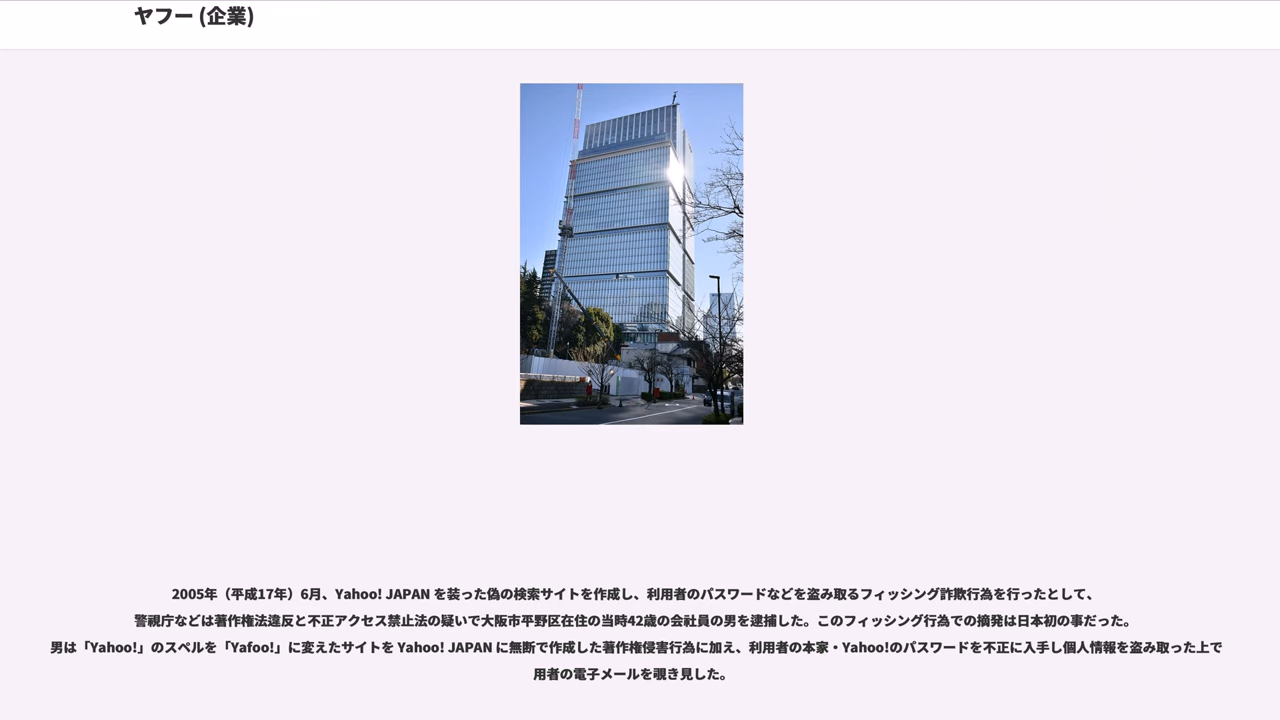 ヤフー (企業)
2005年（平成17年）6月、Yahoo! JAPAN を装った偽の検索サイトを作成し、利用者のパスワードなどを盗み取るフィッシング詐欺行為を行ったとして、
警視庁などは著作権法違反と不正アクセス禁止法の疑いで大阪市平野区在住の当時42歳の会社員の男を逮捕した。このフィッシング行為での摘発は日本初の事だった。
男は「Yahoo!」のスペルを「Yafoo!」に変えたサイトを Yahoo! JAPAN に無断で作成した著作権侵害行為に加え、利用者の本家・Yahoo!のパスワードを不正に入手し個人情報を盗み取った上で
用者の電子メールを覗き見した。